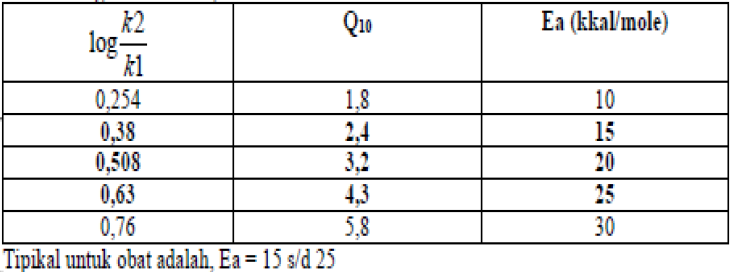 log k2/k1 Q10 Ea (kkal/mole)
0,254 1,8 10
0,38 2,4 15
0,508 3,2 20
0,63 4,3 25
0,76 5,8 30
Tipikal untuk obat adalah, Ea = 15 s/d 25